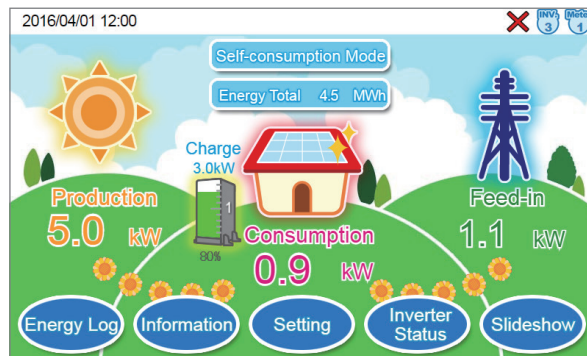 2016/04/01 12:00
INV.
3
Meter
1
Self-consumption Mode
Energy Total 4.5 MWh
Charge
3.0kW
1
80%
Production
5.0 kW
Consumption
0.9 kW
Feed-in
1.1 kW
Energy Log
Information
Setting
Inverter
Status
Slideshow